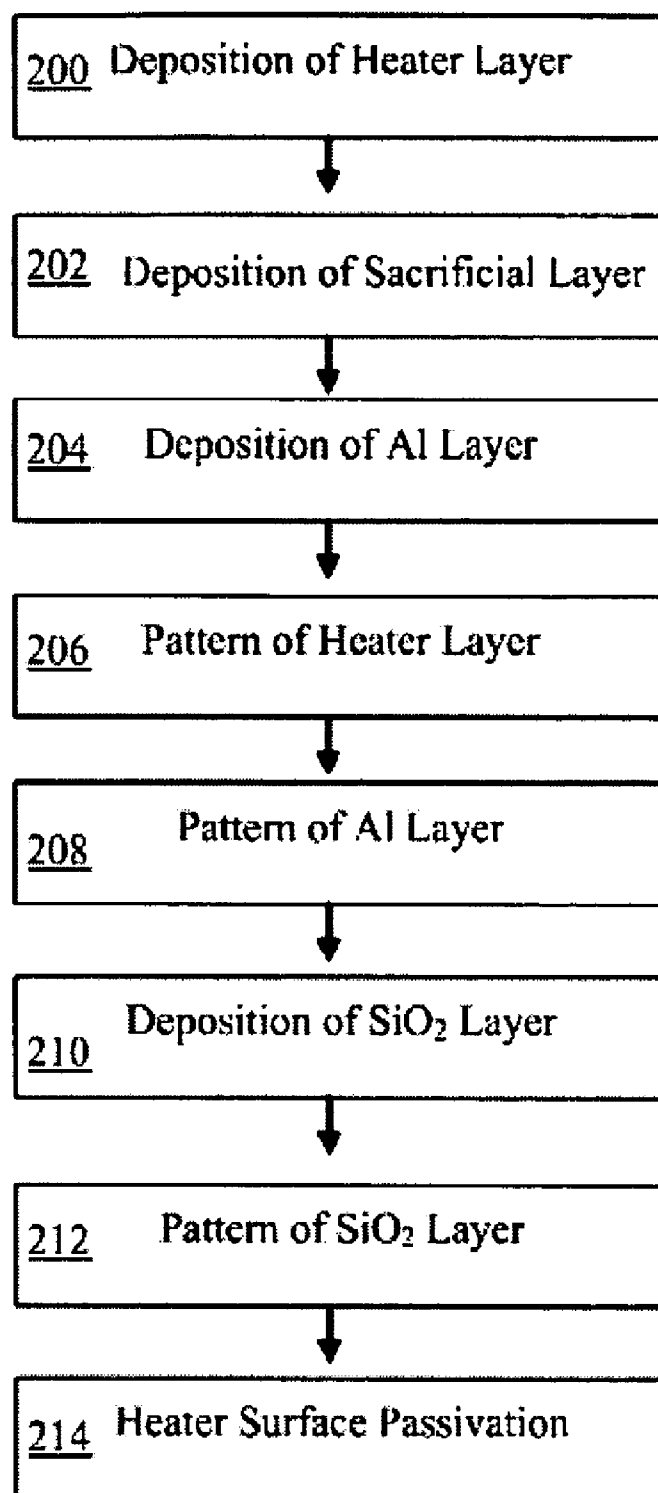 200 Deposition of Heater Layer
202 Deposition of Sacrificial Layer
204 Deposition of Al Layer
206 Pattern of Heater Layer
208 Pattern of Al Layer
210 Deposition of SiO₂ Layer
212 Pattern of SiO₂ Layer
214 Heater Surface Passivation